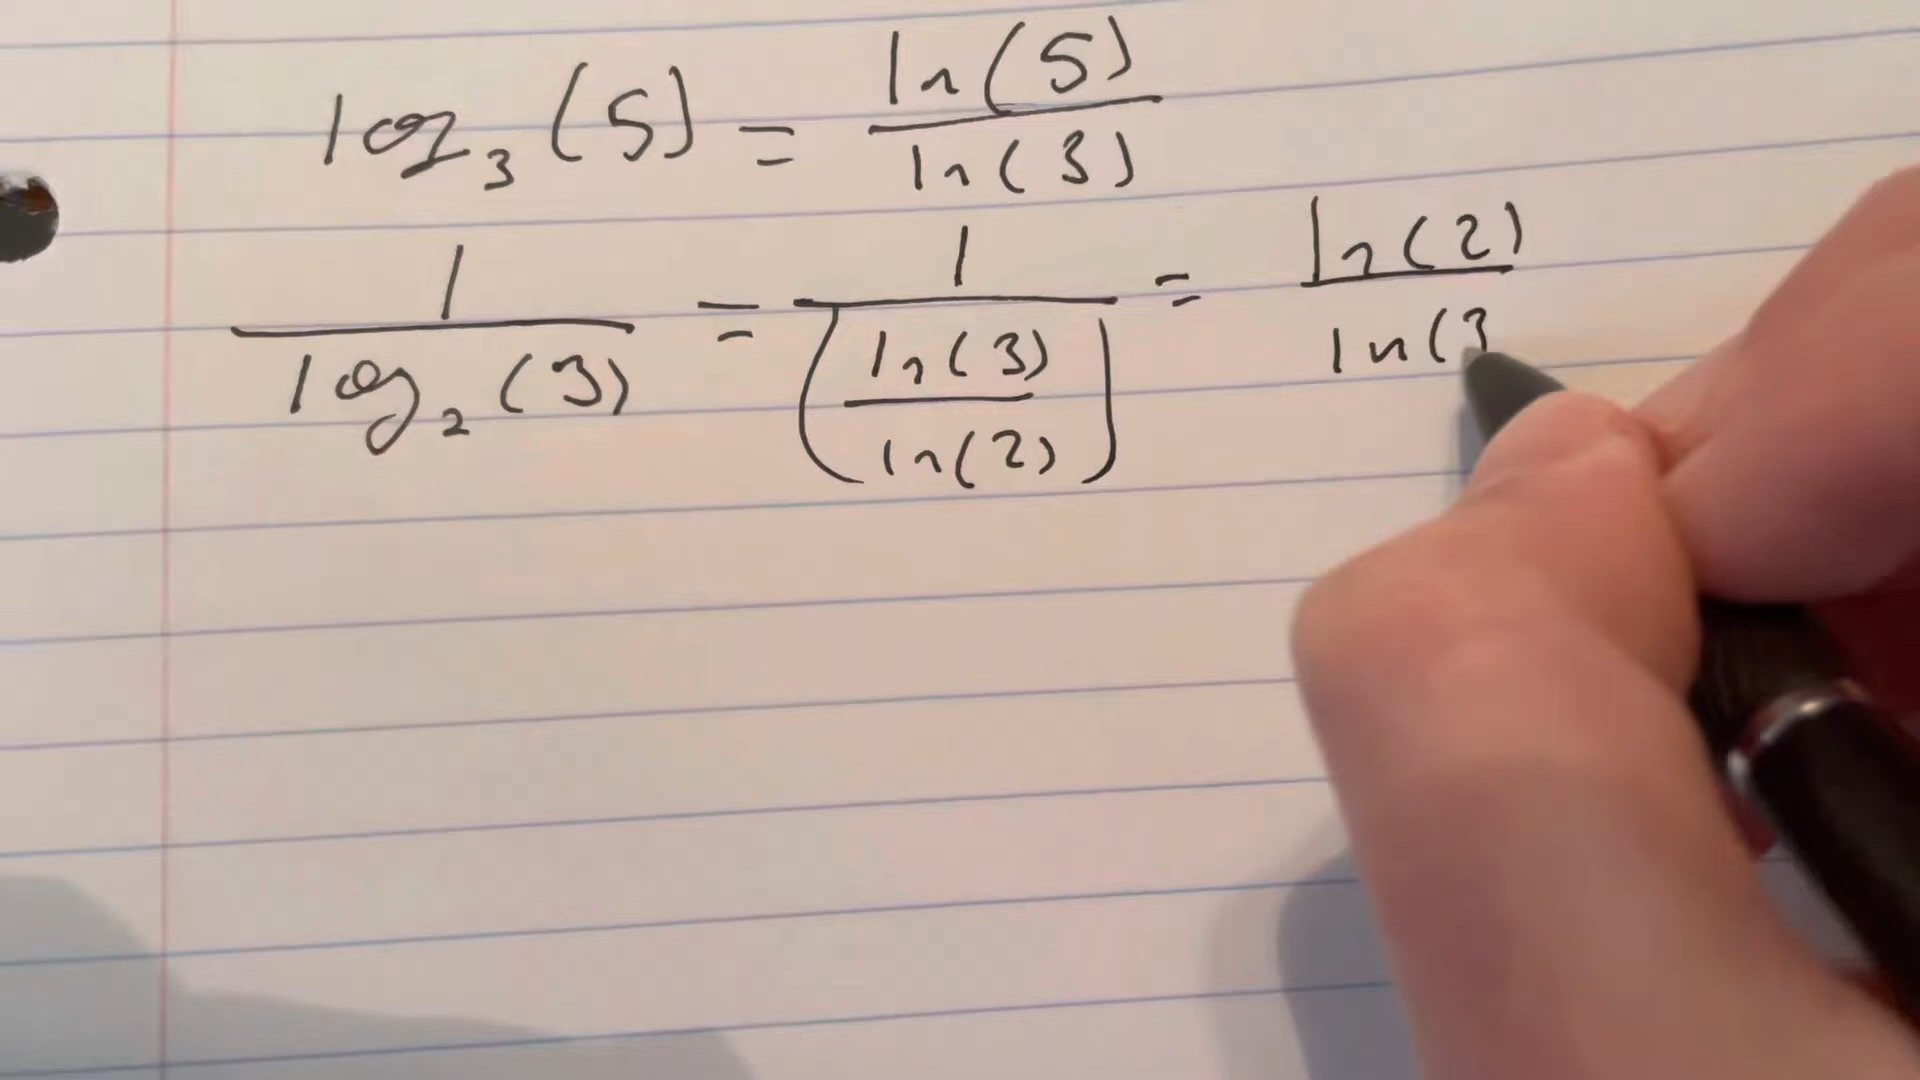 log₃(5) = ln(5)/ln(3)
1/log₂(3) = 1/(ln(3)/ln(2)) = ln(2)/ln(3